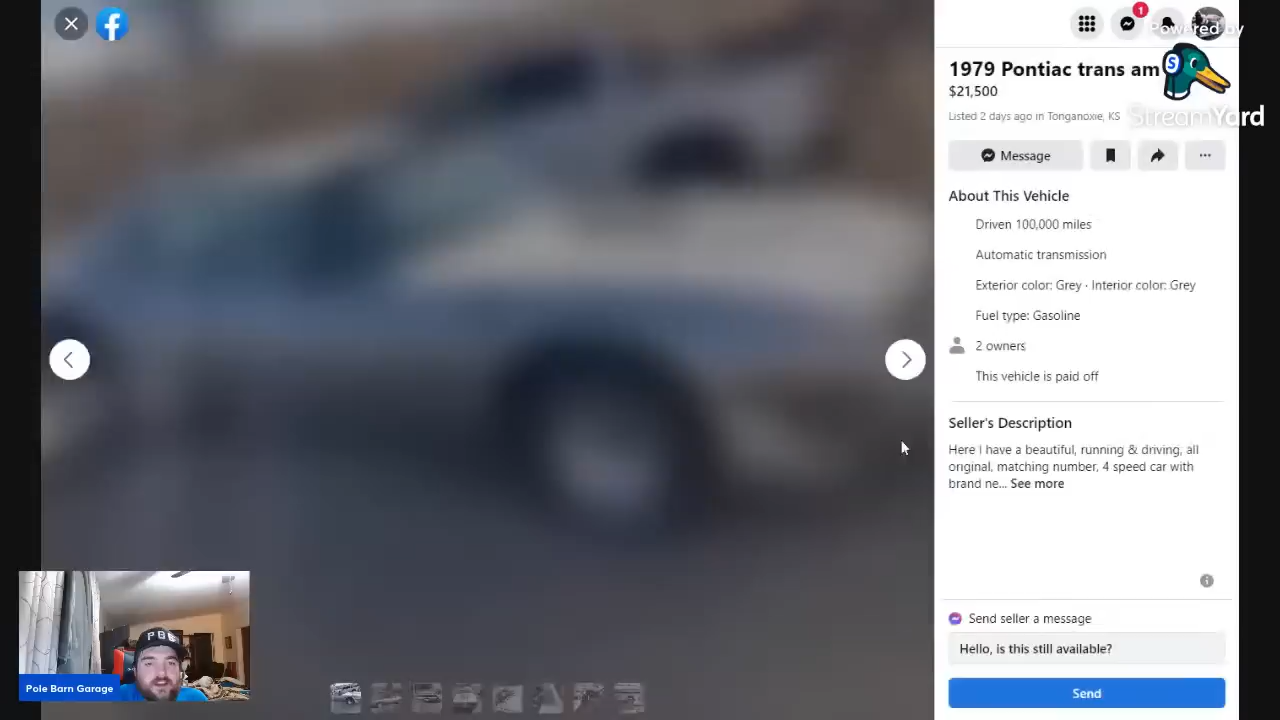 1
Powered by
1979 Pontiac trans am
S
$21,500
StreamYard
Listed 2 days ago in Tonganoxie, KS
Message
About This Vehicle
Driven 100,000 miles
Automatic transmission
Exterior color: Grey · Interior color: Grey
Fuel type: Gasoline
2 owners
This vehicle is paid off
Seller's Description
Here I have a beautiful, running & driving, all
original, matching number, 4 speed car with
brand ne... See more
Send seller a message
Hello, is this still available?
Send
Pole Barn Garage